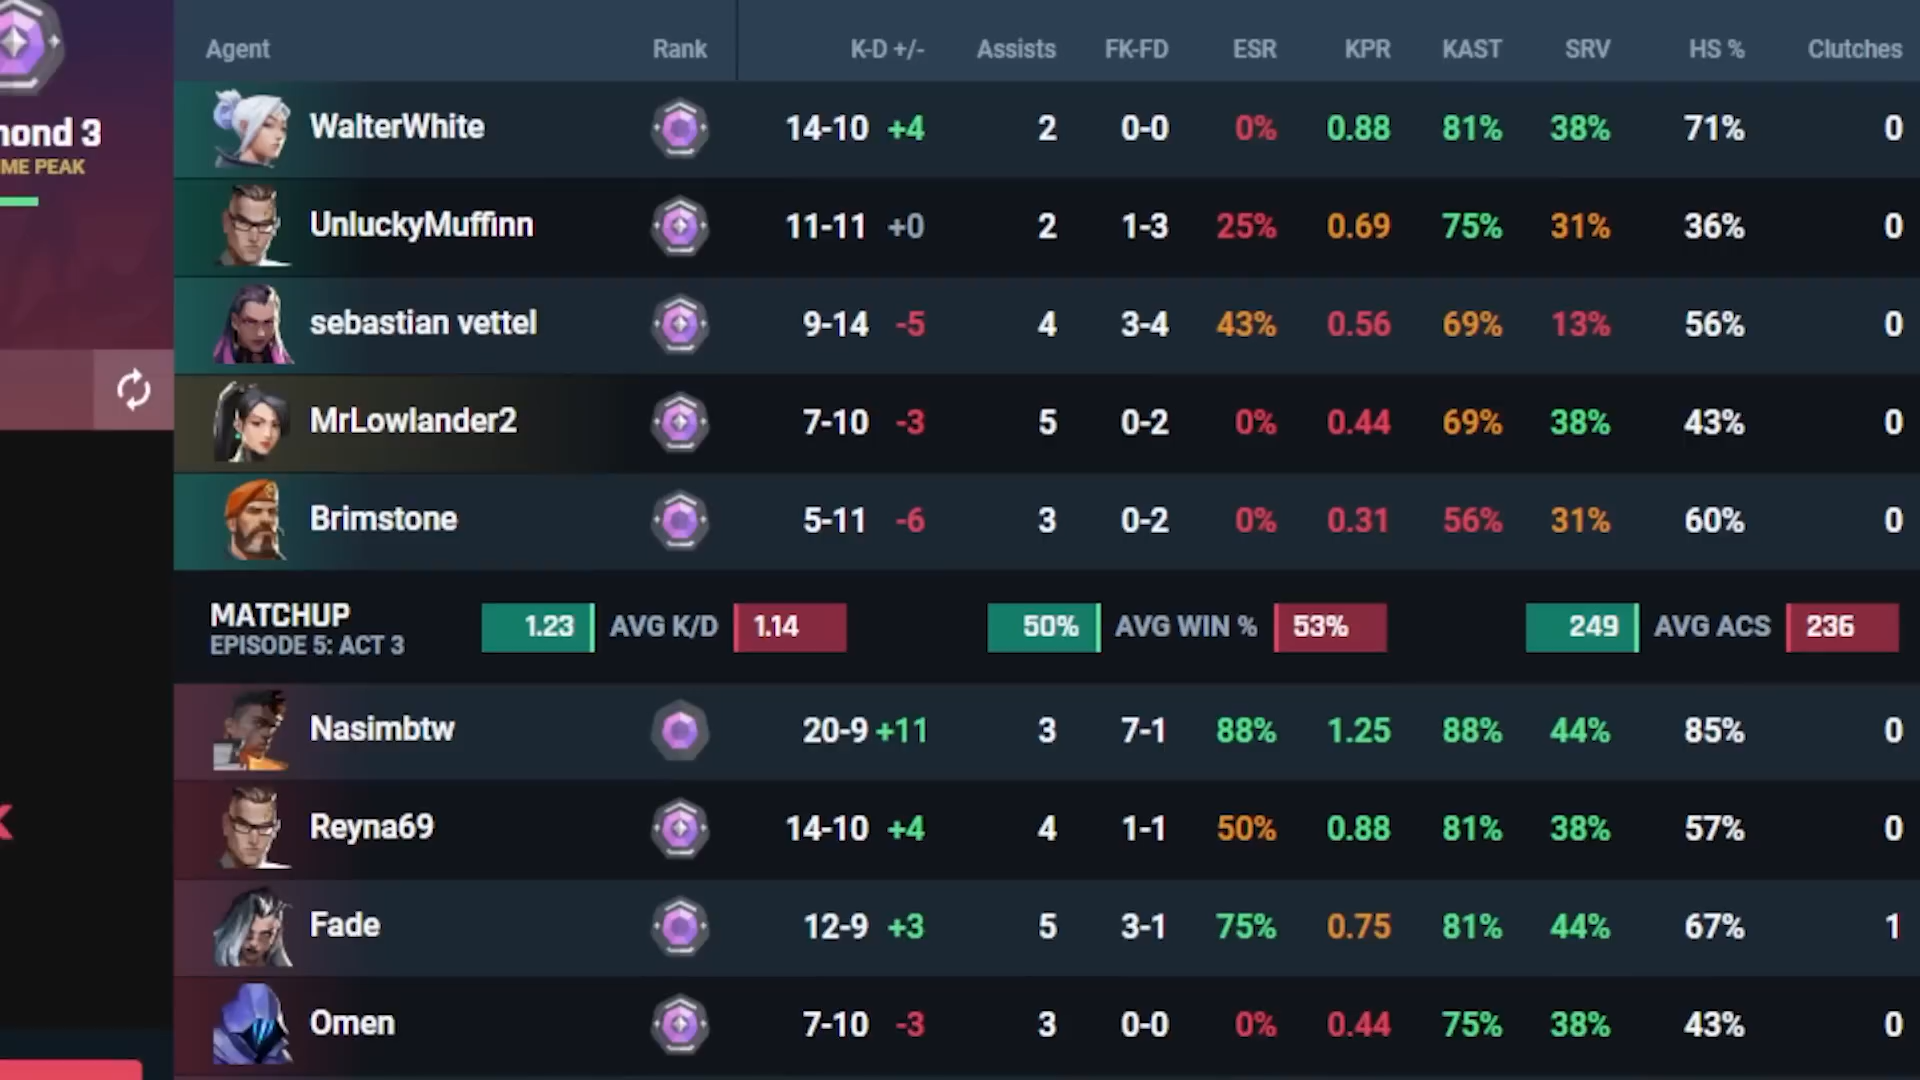 mond 3
ME PEAK
Agent Rank K-D +/- Assists FK-FD ESR KPR KAST SRV HS % Clutches
WalterWhite 14-10 +4 2 0-0 0% 0.88 81% 38% 71% 0
UnluckyMuffinn 11-11 +0 2 1-3 25% 0.69 75% 31% 36% 0
sebastian vettel 9-14 -5 4 3-4 43% 0.56 69% 13% 56% 0
MrLowlander2 7-10 -3 5 0-2 0% 0.44 69% 38% 43% 0
Brimstone 5-11 -6 3 0-2 0% 0.31 56% 31% 60% 0
MATCHUP 1.23 AVG K/D 1.14 50% AVG WIN % 53% 249 AVG ACS 236
EPISODE 5: ACT 3
Nasimbtw 20-9 +11 3 7-1 88% 1.25 88% 44% 85% 0
Reyna69 14-10 +4 4 1-1 50% 0.88 81% 38% 57% 0
Fade 12-9 +3 5 3-1 75% 0.75 81% 44% 67% 1
Omen 7-10 -3 3 0-0 0% 0.44 75% 38% 43% 0